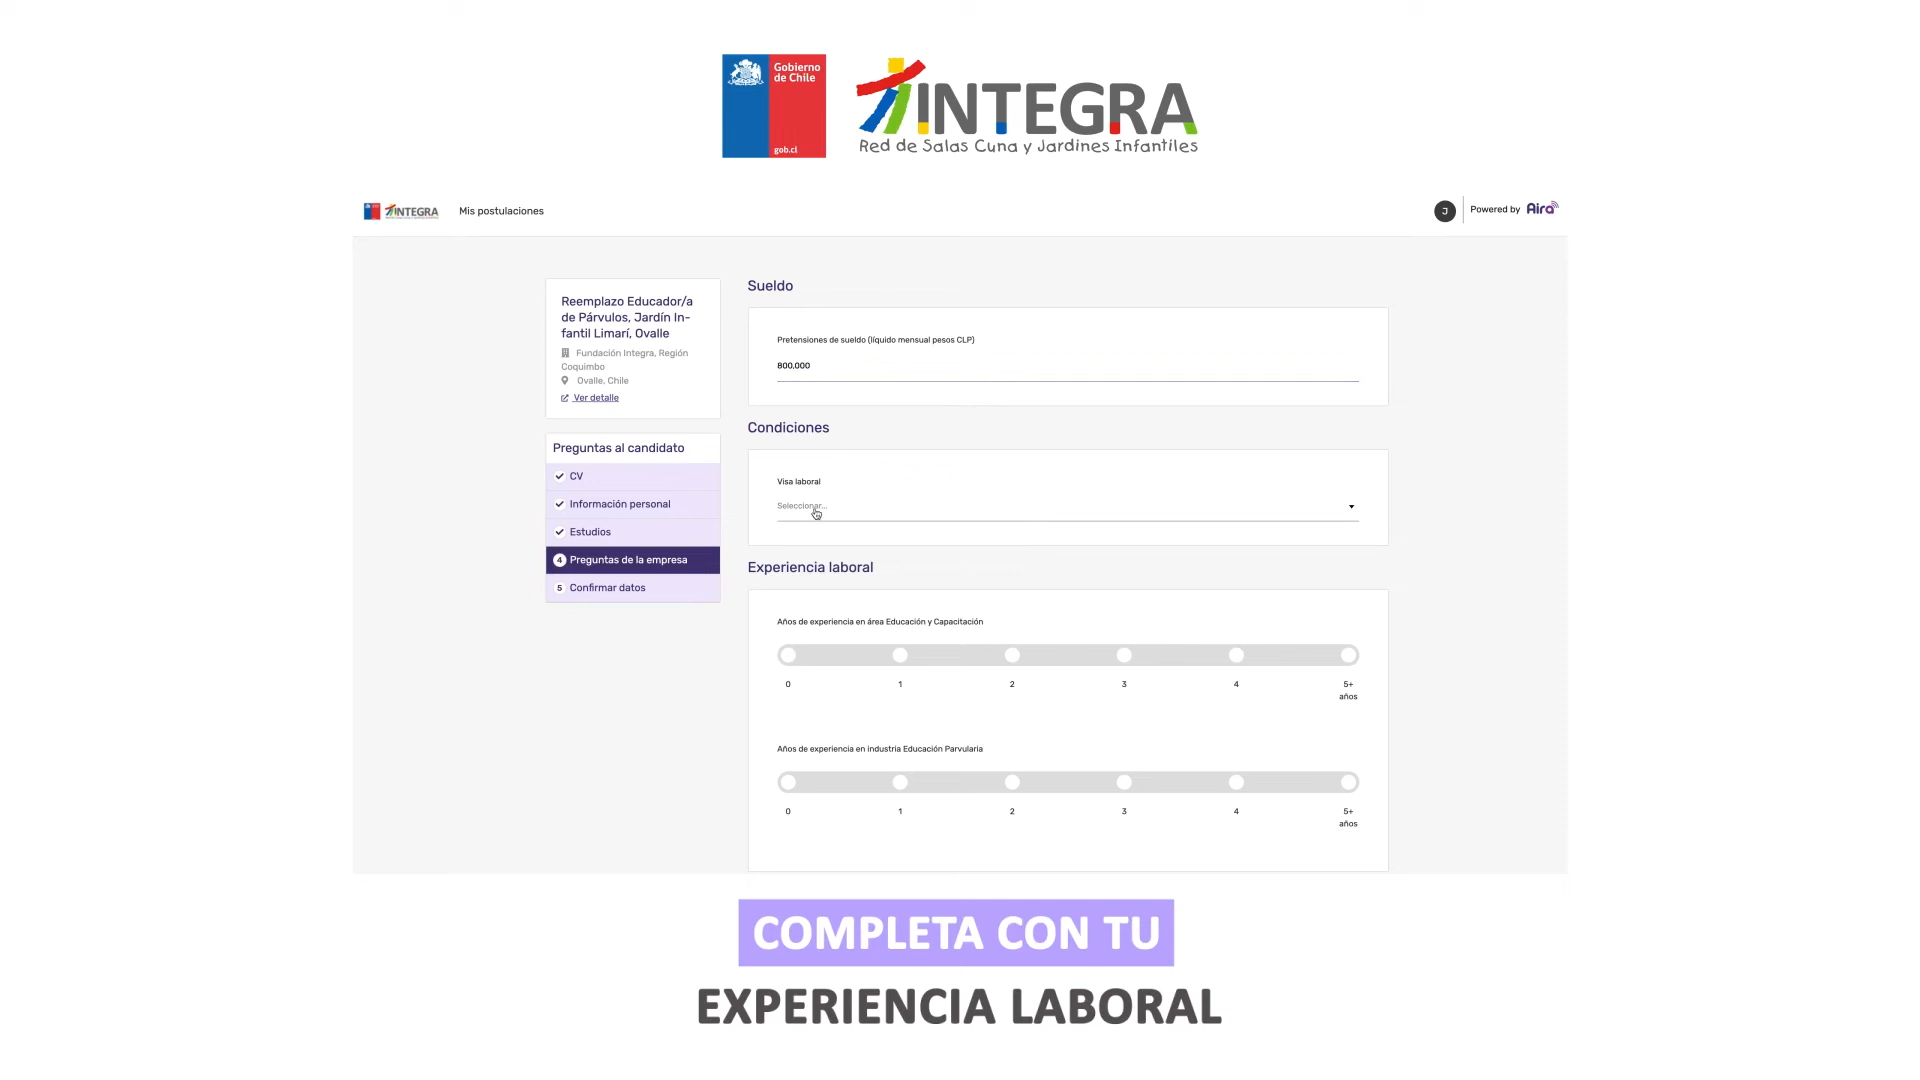 Gobierno
de Chile
gob.cl
INTEGRA
Red de Salas Cuna y Jardines Infantiles
INTEGRA
Mis postulaciones
J
Powered by Aira
Reemplazo Educador/a
de Párvulos, Jardín In-
fantil Limarí, Ovalle
Fundación Integra, Región
Coquimbo
Ovalle, Chile
Ver detalle
Preguntas al candidato
CV
Información personal
Estudios
4 Preguntas de la empresa
5 Confirmar datos
Sueldo
Pretensiones de sueldo (líquido mensual pesos CLP)
800,000
Condiciones
Visa laboral
Seleccionar...
Experiencia laboral
Años de experiencia en área Educación y Capacitación
0 1 2 3 4 5+
años
Años de experiencia en industria Educación Parvularia
0 1 2 3 4 5+
años
COMPLETA CON TU
EXPERIENCIA LABORAL